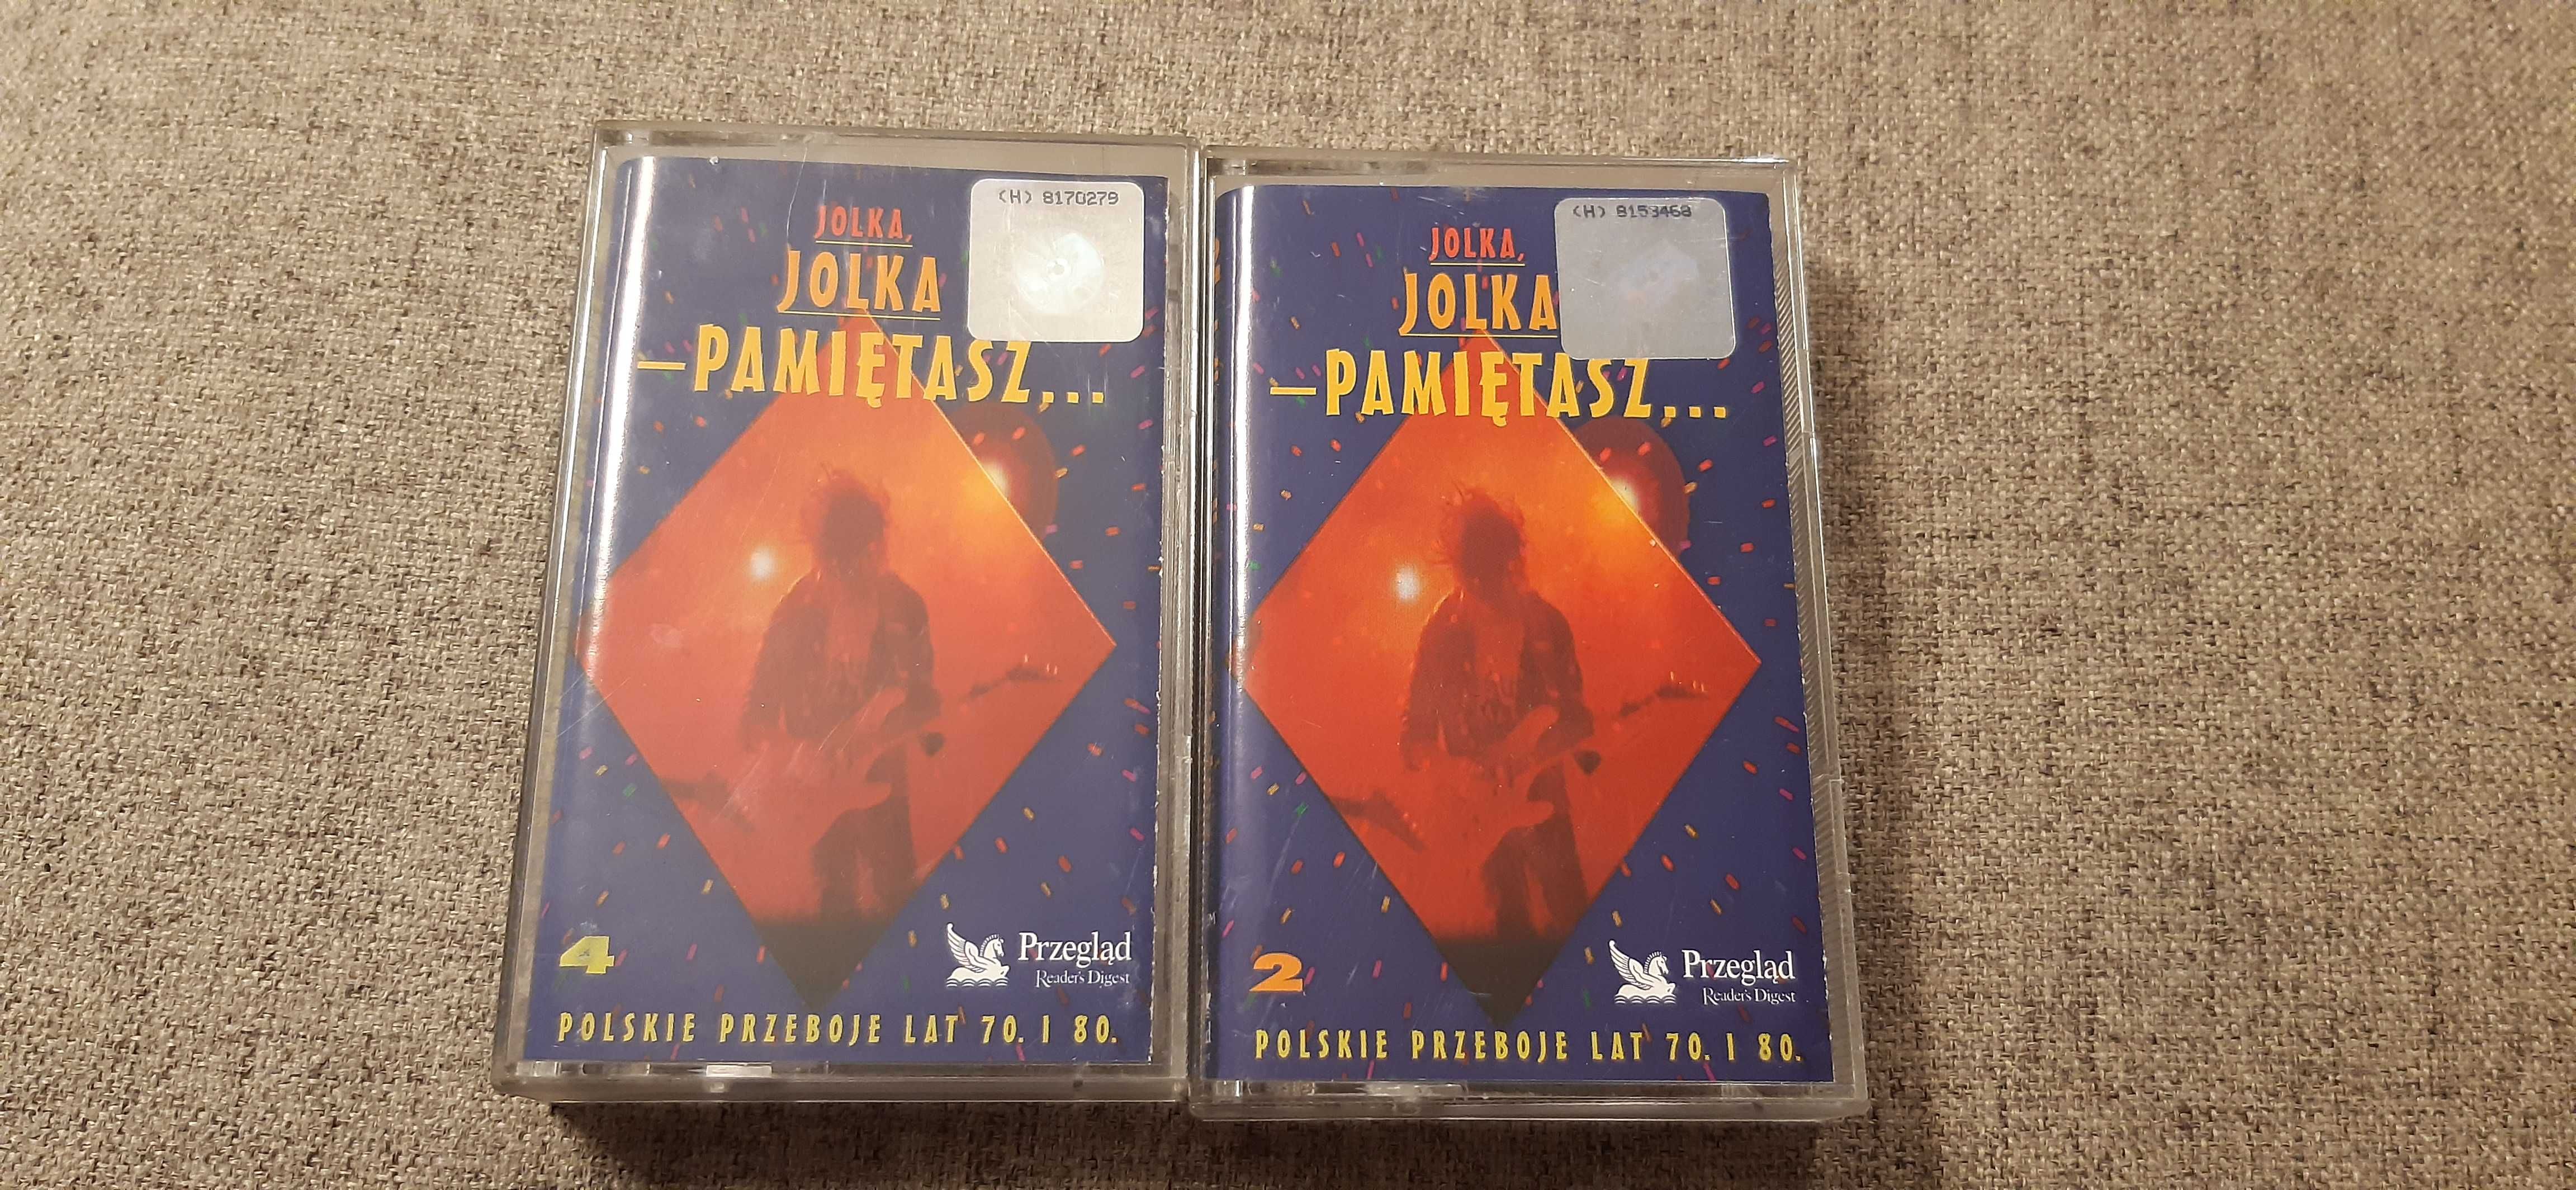 (H) 8170279
JOLKA,
JOLKA
–PAMIĘTASZ...
4
Przegląd
Reader's Digest
POLSKIE PRZEBOJE LAT 70. I 80.
(H) 8153468
JOLKA,
JOLKA
–PAMIĘTASZ...
2
Przegląd
Reader's Digest
POLSKIE PRZEBOJE LAT 70. I 80.